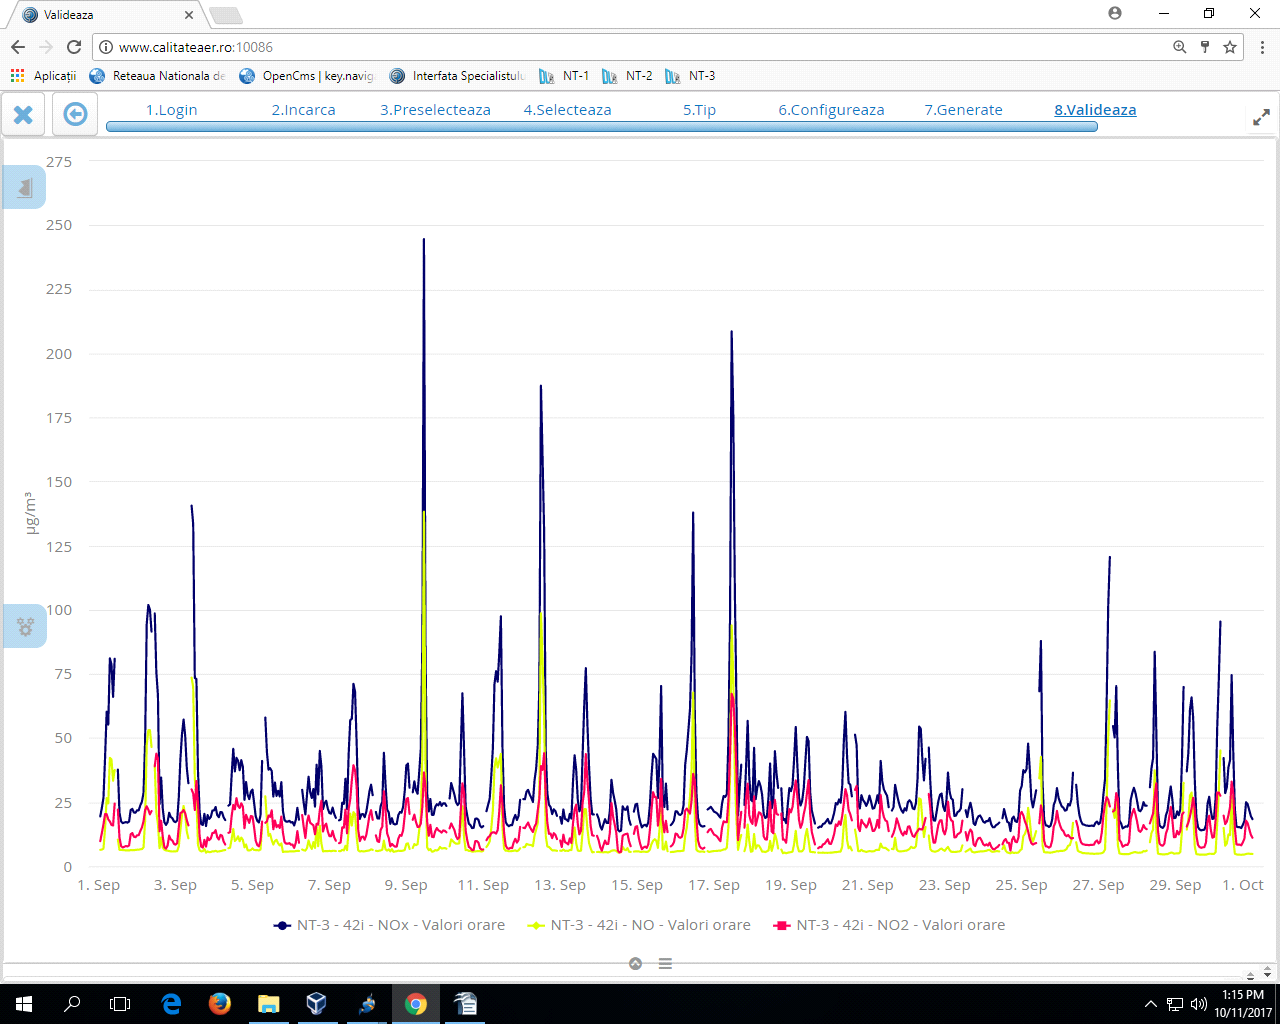 Valideaza
www.calitateaer.ro:10086
Aplicații Reteaua Nationala de OpenCms | key.navig Interfata Specialistulu NT-1 NT-2 NT-3
1.Login 2.Incarca 3.Preselecteaza 4.Selecteaza 5.Tip 6.Configureaza 7.Generate 8.Valideaza
275
250
225
200
175
150
µg/m³
125
100
75
50
25
0
1. Sep 3. Sep 5. Sep 7. Sep 9. Sep 11. Sep 13. Sep 15. Sep 17. Sep 19. Sep 21. Sep 23. Sep 25. Sep 27. Sep 29. Sep 1. Oct
NT-3 - 42i - NOx - Valori orare NT-3 - 42i - NO - Valori orare NT-3 - 42i - NO2 - Valori orare
1:15 PM
10/11/2017